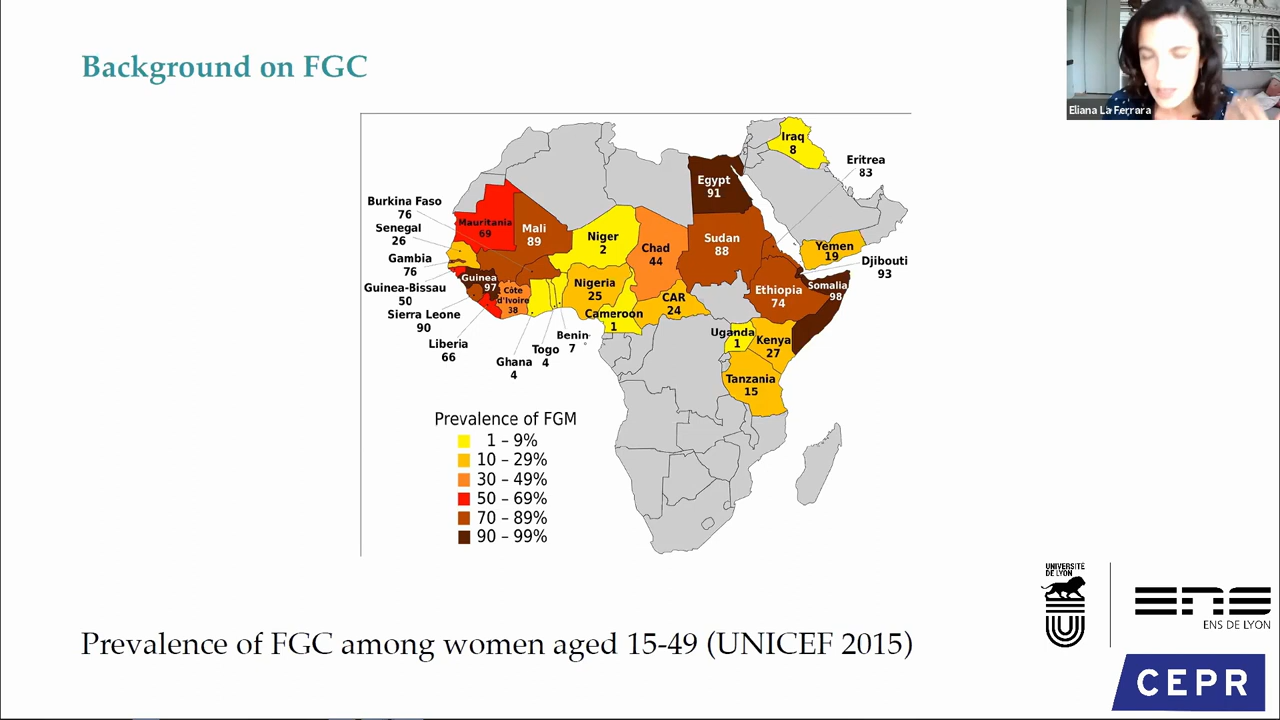 Background on FGC
Eliana La Ferrara
Iraq
8
Eritrea
83
Egypt
91
Burkina Faso
76
Mauritania
69
Senegal
26
Mali
89
Niger
2
Chad
44
Sudan
88
Yemen
19
Gambia
76
Djibouti
93
Guinea
97
Guinea-Bissau
50
Côte
d'Ivoire
38
Nigeria
25
CAR
24
Ethiopia
74
Somalia
98
Sierra Leone
90
Cameroon
1
Liberia
66
Benin
7
Togo
4
Ghana
4
Uganda
1
Kenya
27
Tanzania
15
Prevalence of FGM
1 – 9%
10 – 29%
30 – 49%
50 – 69%
70 – 89%
90 – 99%
Prevalence of FGC among women aged 15-49 (UNICEF 2015)
UNIVERSITE
DE LYON
ENS
ENS DE LYON
CEPR